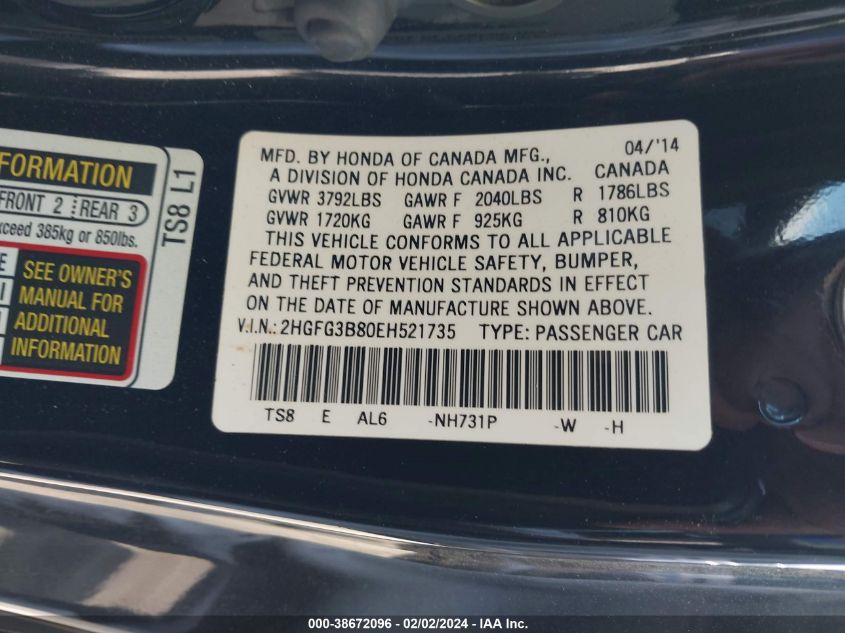 FORMATION
FRONT 2 REAR 3
exceed 385kg or 850lbs.
SEE OWNER'S
MANUAL FOR
ADDITIONAL
INFORMATION
TS8 L1
04/'14
MFD. BY HONDA OF CANADA MFG.,
A DIVISION OF HONDA CANADA INC. CANADA
GVWR 3792LBS GAWR F 2040LBS R 1786LBS
GVWR 1720KG GAWR F 925KG R 810KG
THIS VEHICLE CONFORMS TO ALL APPLICABLE
FEDERAL MOTOR VEHICLE SAFETY, BUMPER,
AND THEFT PREVENTION STANDARDS IN EFFECT
ON THE DATE OF MANUFACTURE SHOWN ABOVE.
V.I.N.: 2HGFG3B80EH521735 TYPE: PASSENGER CAR
TS8 E AL6 -NH731P -W -H
000-38672096 - 02/02/2024 - IAA Inc.